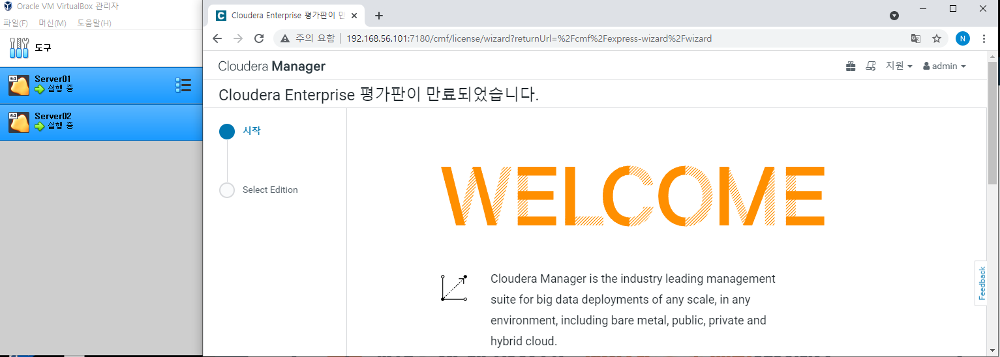 Oracle VM VirtualBox 관리자
파일(F) 머신(M) 도움말(H)
도구
64
Server01
실행 중
64
Server02
실행 중
C
Cloudera Enterprise 평가판이 만
주의 요함
192.168.56.101:7180/cmf/license/wizard?returnUrl=%2Fcmf%2Fexpress-wizard%2Fwizard
N
Cloudera Manager
지원
admin
Cloudera Enterprise 평가판이 만료되었습니다.
시작
Select Edition
WELCOME
Cloudera Manager is the industry leading management
suite for big data deployments of any scale, in any
environment, including bare metal, public, private and
hybrid cloud.
Feedback